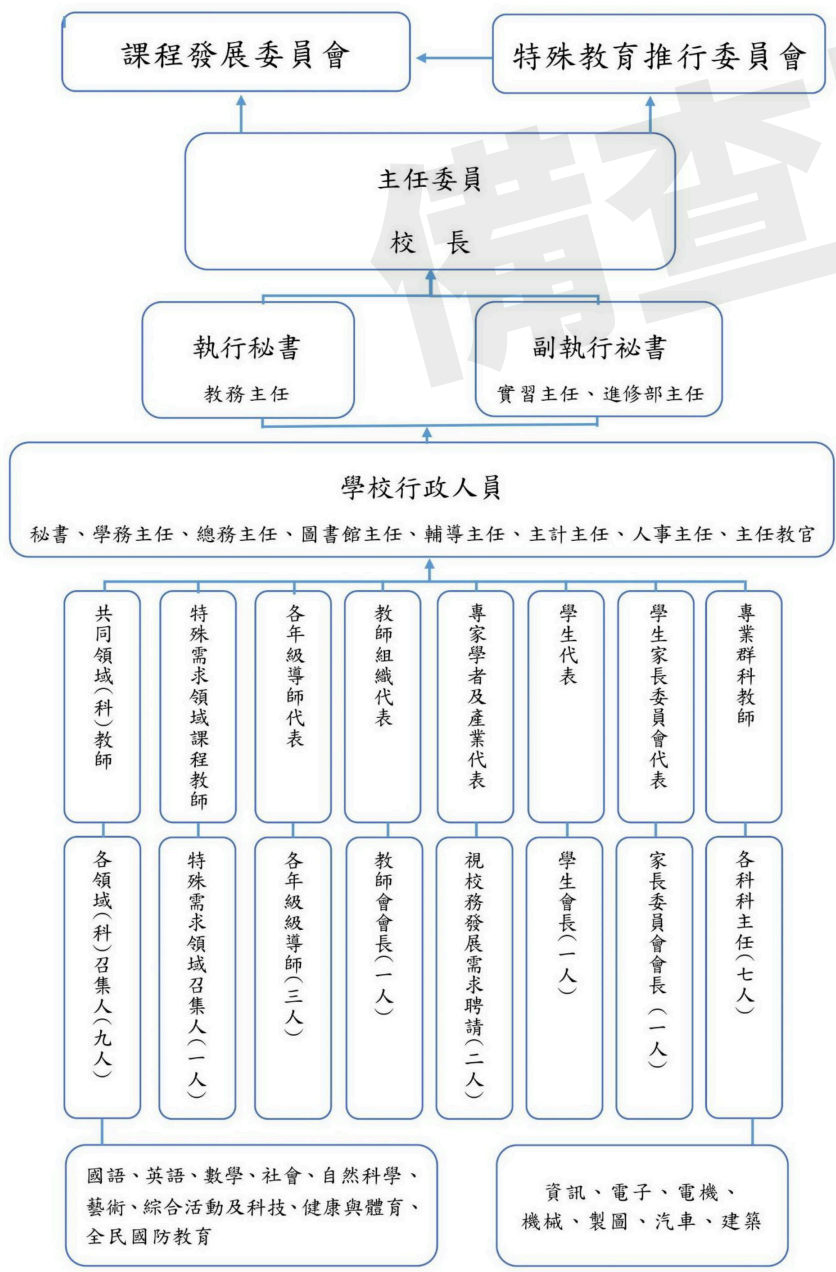 課程發展委員會
特殊教育推行委員會
備查
主任委員
校 長
執行秘書
教務主任
副執行祕書
實習主任、進修部主任
學校行政人員
秘書、學務主任、總務主任、圖書館主任、輔導主任、主計主任、人事主任、主任教官
共同領域(科)教師
特殊需求領域課程教師
各年級導師代表
教師組織代表
專家學者及產業代表
學生代表
學生家長委員會代表
專業群科教師
各領域(科)召集人(九人)
特殊需求領域召集人(一人)
各年級級導師(三人)
教師會會長(一人)
視校務發展需求聘請(二人)
學生會長(一人)
家長委員會會長(一人)
各科科主任(七人)
國語、英語、數學、社會、自然科學、
藝術、綜合活動及科技、健康與體育、
全民國防教育
資訊、電子、電機、
機械、製圖、汽車、建築